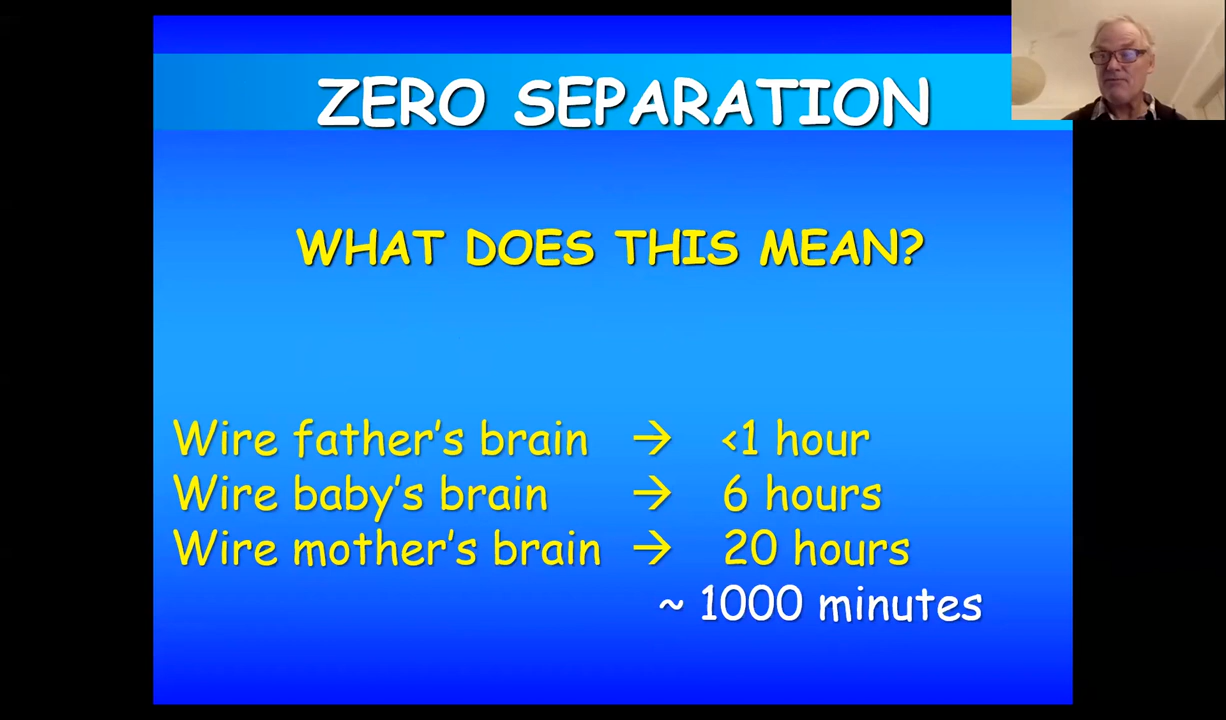 ZERO SEPARATION
WHAT DOES THIS MEAN?
Wire father's brain → <1 hour
Wire baby's brain → 6 hours
Wire mother's brain → 20 hours
~ 1000 minutes